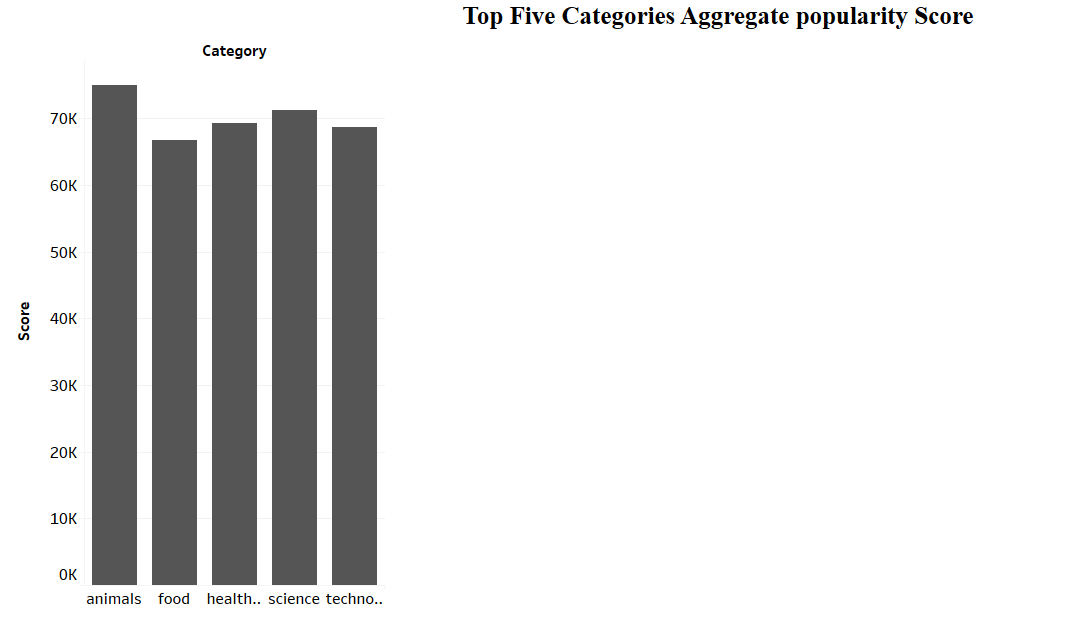 Top Five Categories Aggregate popularity Score
Category
Score
70K
60K
50K
40K
30K
20K
10K
0K
animals food health.. science techno..